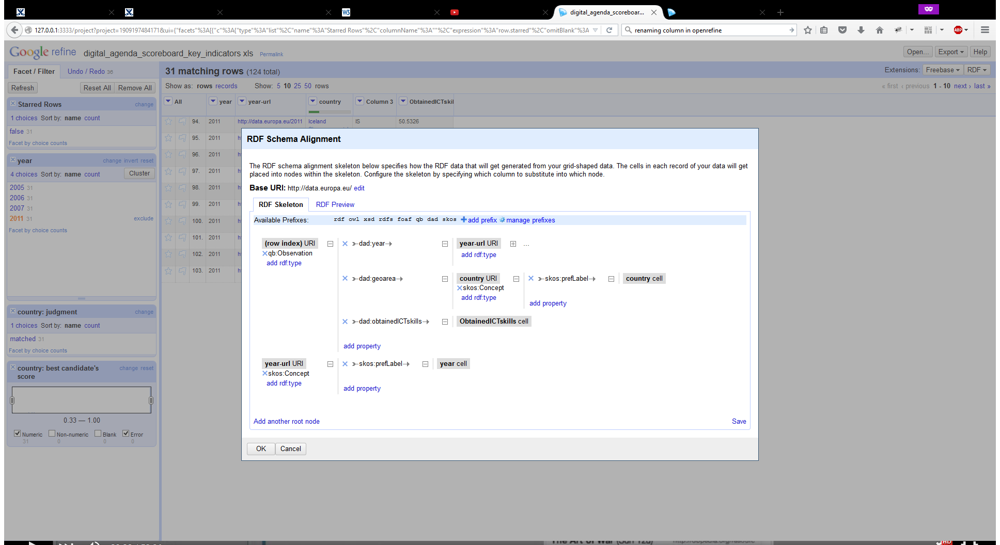 W3
digital_agenda_scoreboar...
127.0.0.1:3333/project?project=1909197484171&ui={"facets"%3A[{"c"%3A{"type"%3A"list"%2C"name"%3A"Starred Rows"%2C"columnName"%3A""%2C"expression"%3A"row.starred"%2C"omitBlank"%3A
renaming column in openrefine
ABP
Google refine digital_agenda_scoreboard_key_indicators xls Permalink
Open... Export Help
Facet / Filter Undo / Redo 36
31 matching rows (124 total)
Extensions: Freebase RDF
Refresh Reset All Remove All
Show as: rows records Show: 5 10 25 50 rows
« first ‹ previous 1 - 10 next › last »
Starred Rows change
1 choices Sort by: name count
false 31
Facet by choice counts
year change invert reset
4 choices Sort by: name count Cluster
2005 31
2006 31
2007 31
2011 31 exclude
Facet by choice counts
country: judgment change
1 choices Sort by: name count
matched 31
Facet by choice counts
country: best candidate's score change reset
0.33 — 1.00
Numeric Non-numeric Blank Error
31 0 0 0
All year year-url country Column 3 ObtainedICTskil
94. 2011 http://data.europa.eu/2011 Iceland IS 50.5326
95. 2011 h
96. 2011 h
97. 2011 h
98. 2011 h
99. 2011 h
100. 2011 h
101. 2011 h
102. 2011 h
103. 2011 h
RDF Schema Alignment
The RDF schema alignment skeleton below specifies how the RDF data that will get generated from your grid-shaped data. The cells in each record of your data will get
placed into nodes within the skeleton. Configure the skeleton by specifying which column to substitute into which node.
Base URI: http://data.europa.eu/ edit
RDF Skeleton RDF Preview
Available Prefixes: rdf owl xsd rdfs foaf qb dad skos add prefix manage prefixes
(row index) URI dad:year year-url URI ...
qb:Observation add rdf:type
add rdf:type
dad:geoarea country URI skos:prefLabel country cell
skos:Concept
add rdf:type
add property
dad:obtainedICTskills ObtainedICTskills cell
add property
year-url URI skos:prefLabel year cell
skos:Concept
add rdf:type
add property
Add another root node Save
OK Cancel
HD